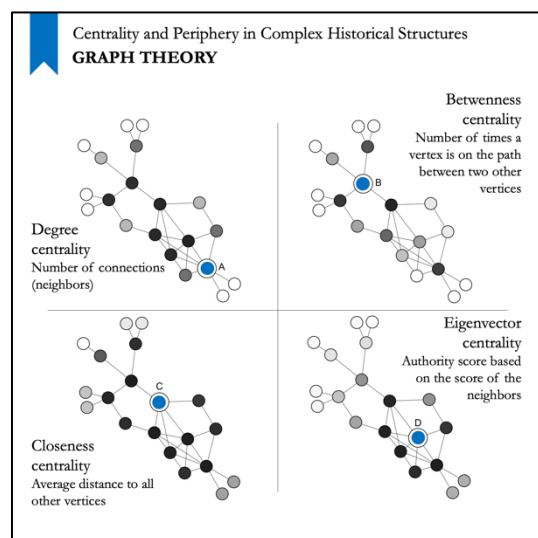 Centrality and Periphery in Complex Historical Structures
GRAPH THEORY
Degree
centrality
Number of connections
(neighbors)
A
Betwenness
centrality
Number of times a
vertex is on the path
between two other
vertices
B
Closeness
centrality
Average distance to all
other vertices
C
Eigenvector
centrality
Authority score based
on the score of the
neighbors
D